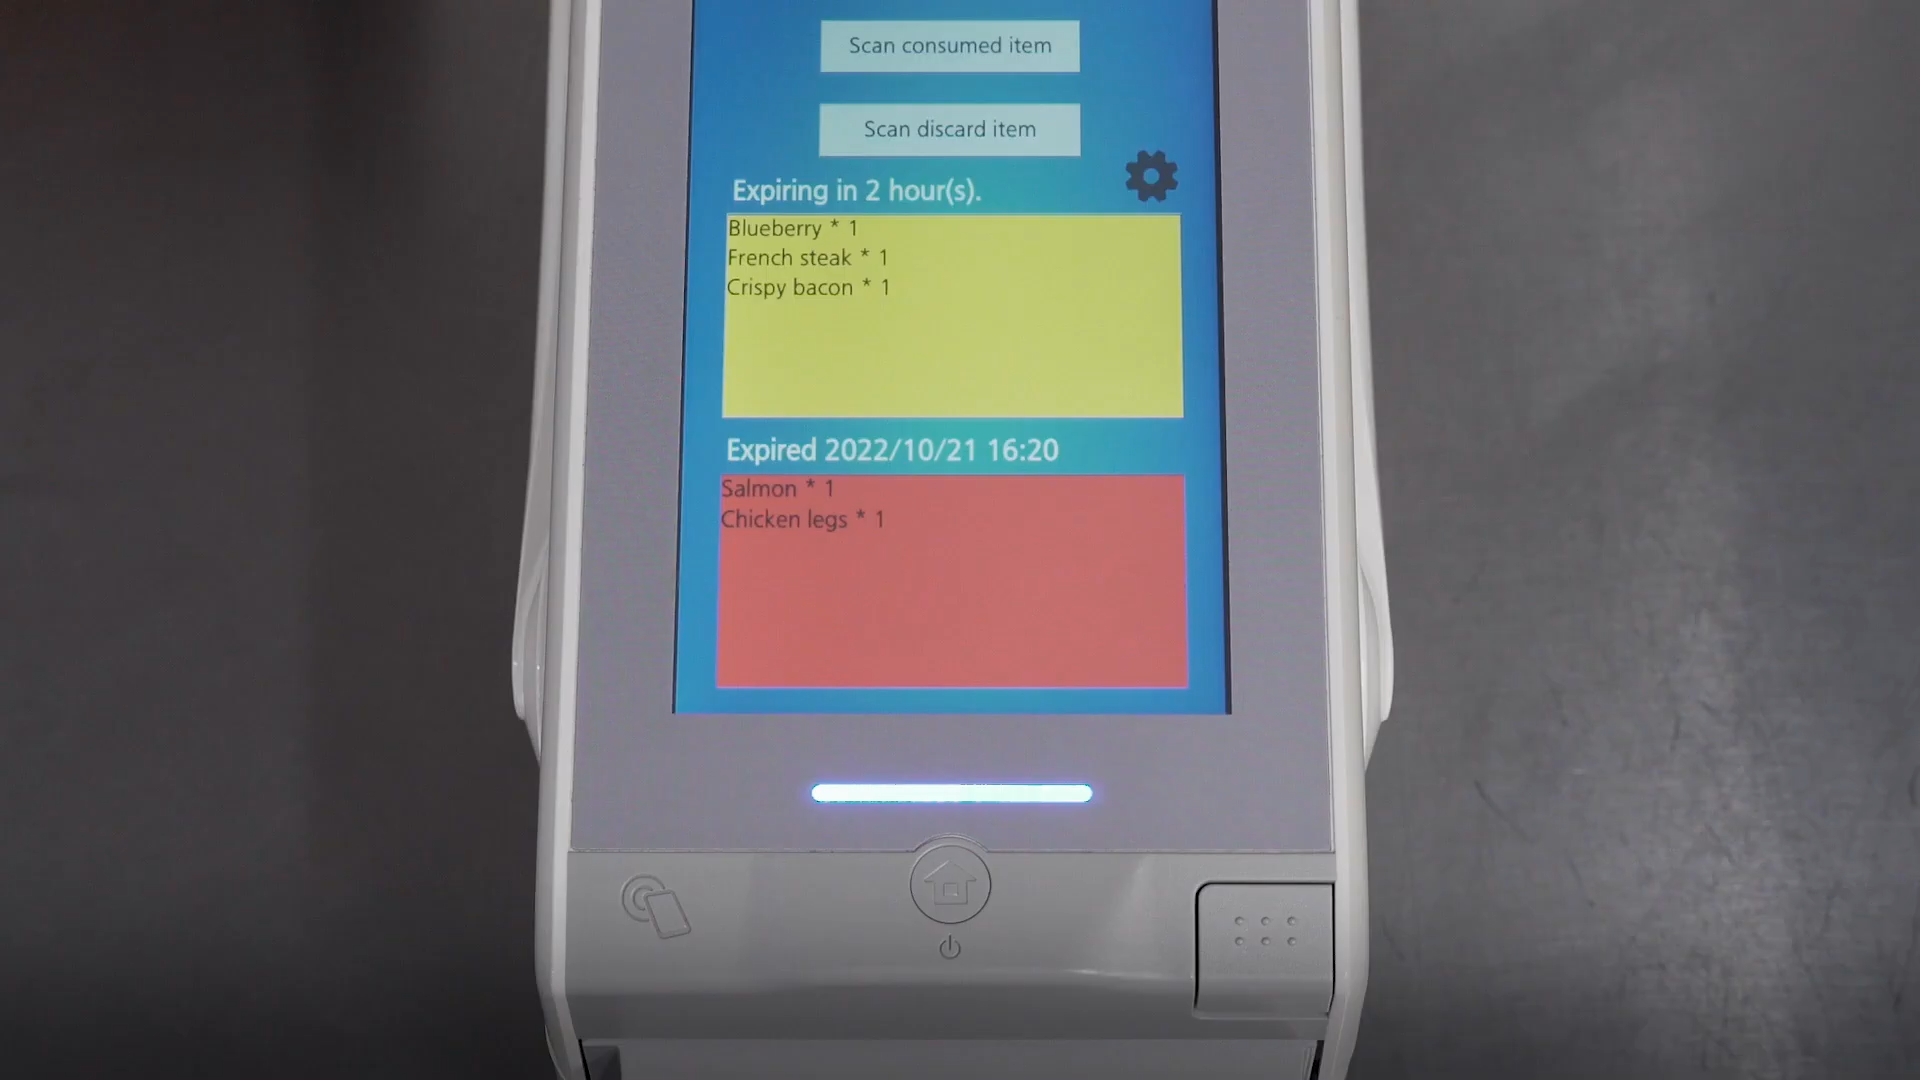 Scan consumed item
Scan discard item
Expiring in 2 hour(s).
Blueberry * 1
French steak * 1
Crispy bacon * 1
Expired 2022/10/21 16:20
Salmon * 1
Chicken legs * 1